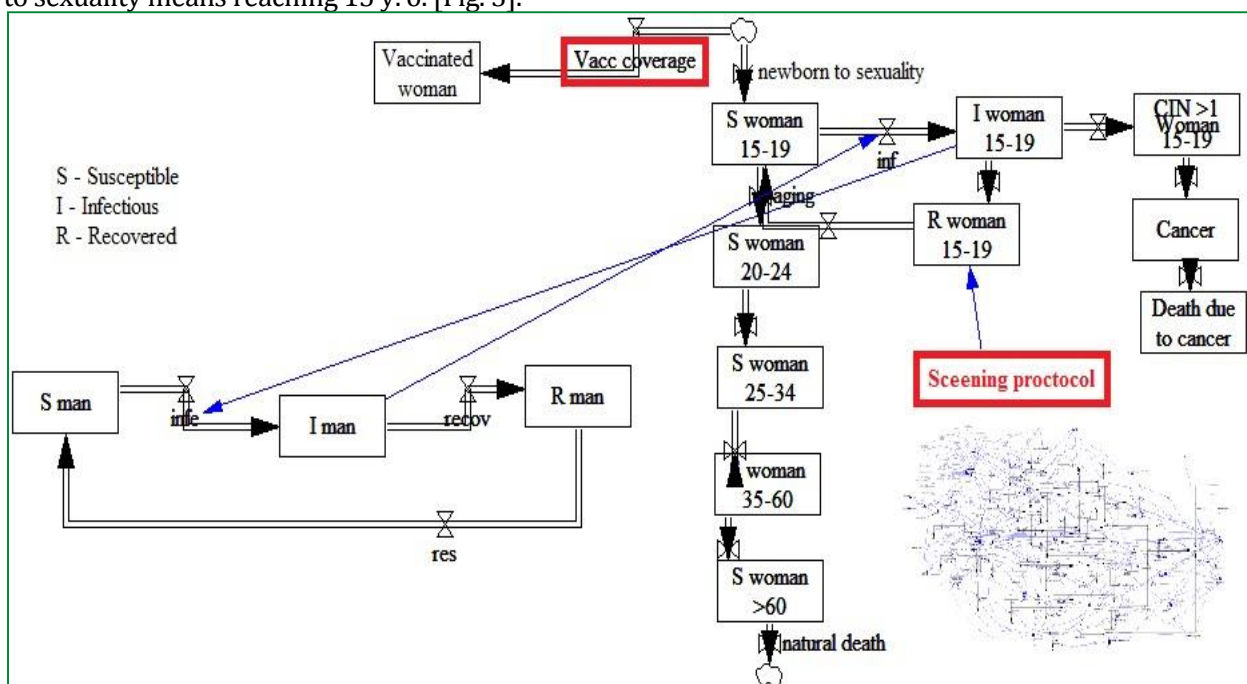 to sexuality means reaching 15 y. o. [Fig. 3].
Vaccinated
woman
Vacc coverage
newborn to sexuality
S woman
15-19
inf
I woman
15-19
CIN >1
Woman
15-19
S - Susceptible
I - Infectious
R - Recovered
aging
R woman
15-19
Cancer
S woman
20-24
Death due
to cancer
S woman
25-34
Sceening proctocol
S man
infe
I man
recov
R man
woman
35-60
res
S woman
>60
natural death